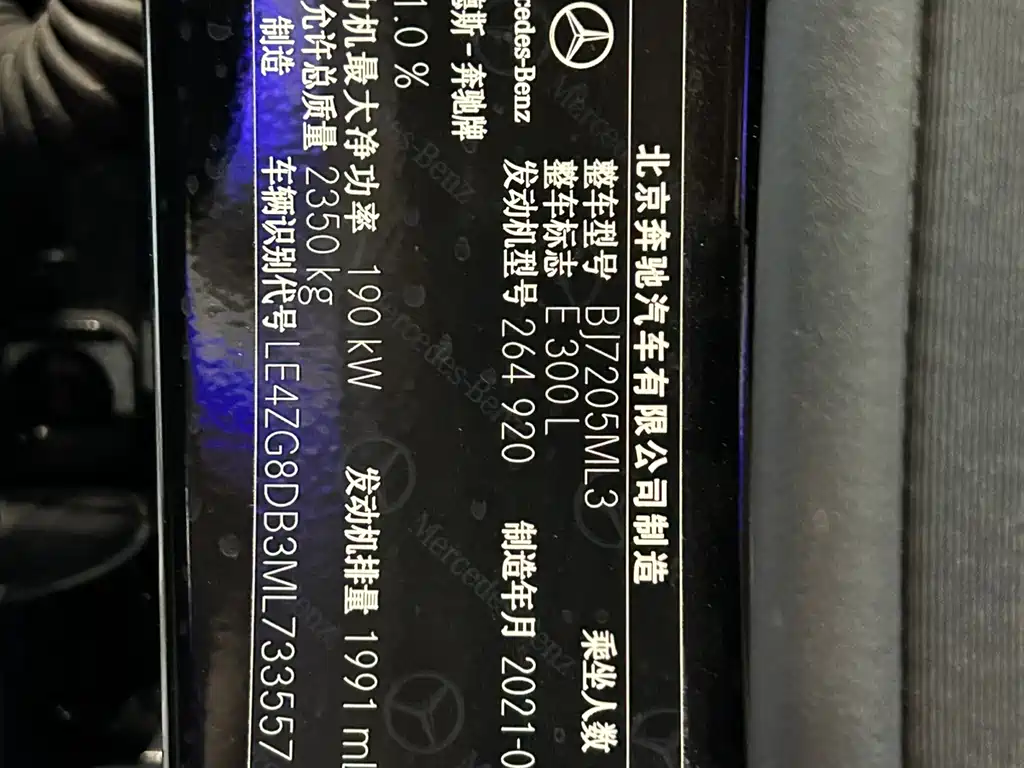 北京奔驰汽车有限公司制造
整车型号 BJ7205ML3 乘坐人数
Mercedes-Benz 整车标志 E 300 L
发动机型号 264 920 制造年月 2021-0
德斯-奔驰牌
1.0 %
动机最大净功率 190 kW 发动机排量 1991 ml
允许总质量 2350 kg
制造 车辆识别代号 LE4ZG8DB3ML733557